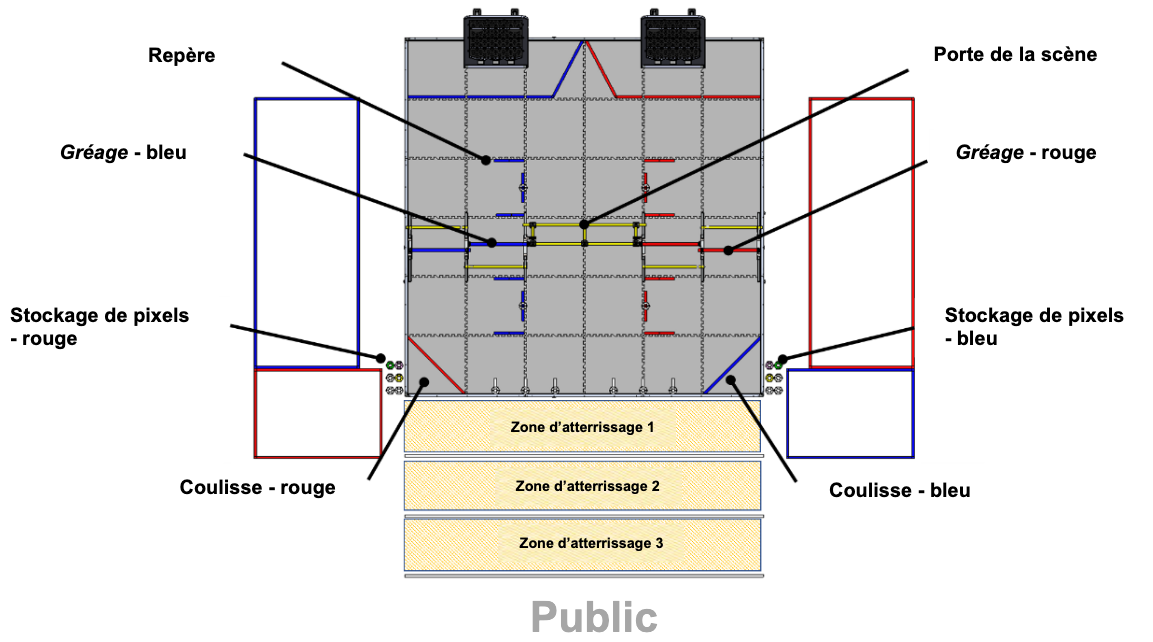 Repère
Porte de la scène
Gréage - bleu
Gréage - rouge
Stockage de pixels
- rouge
Stockage de pixels
- bleu
Zone d’atterrissage 1
Coulisse - rouge
Zone d’atterrissage 2
Coulisse - bleu
Zone d’atterrissage 3
Public